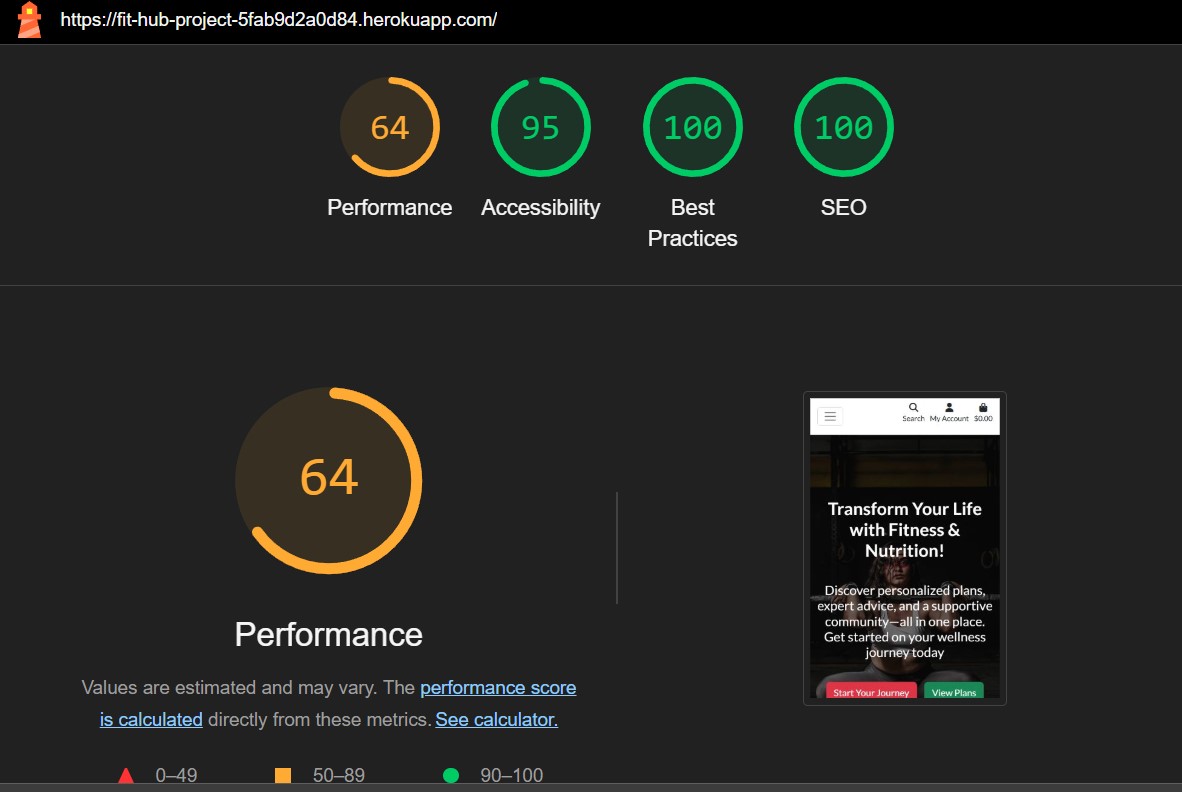 https://fit-hub-project-5fab9d2a0d84.herokuapp.com/
64 95 100 100
Performance Accessibility Best Practices SEO
64
Performance
Values are estimated and may vary. The performance score
is calculated directly from these metrics. See calculator.
0–49 50–89 90–100
Search My Account $0.00
Transform Your Life
with Fitness &
Nutrition!
Discover personalized plans,
expert advice, and a supportive
community—all in one place.
Get started on your wellness
journey today
Start Your Journey View Plans